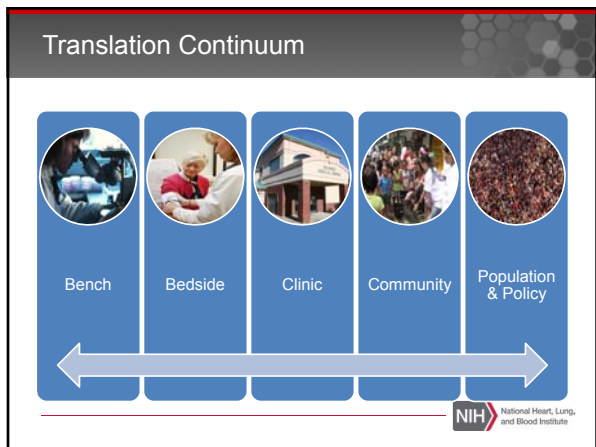 Translation Continuum
Bench
Bedside
Clinic
Community
Population
& Policy
NIH
National Heart, Lung,
and Blood Institute